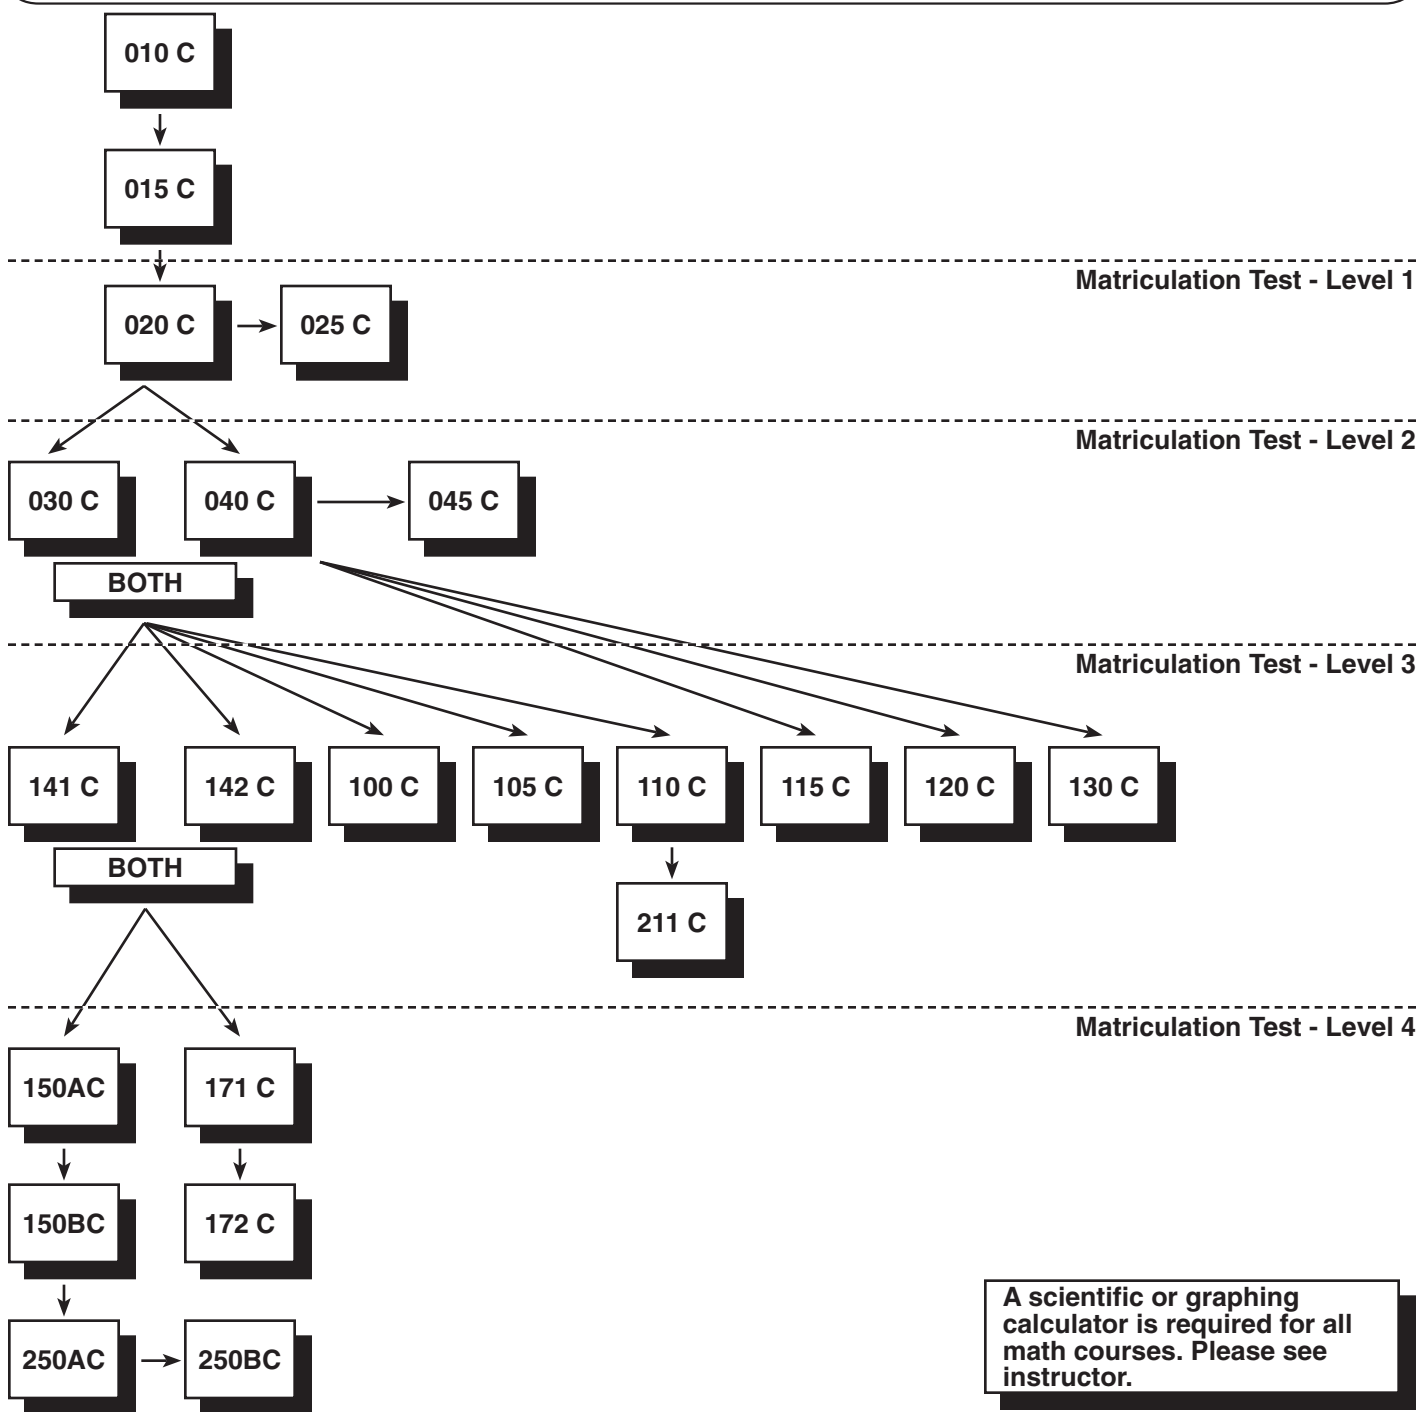 010 C
015 C
Matriculation Test - Level 1
020 C
025 C
Matriculation Test - Level 2
030 C
040 C
045 C
BOTH
Matriculation Test - Level 3
141 C
142 C
100 C
105 C
110 C
115 C
120 C
130 C
BOTH
211 C
Matriculation Test - Level 4
150AC
171 C
150BC
172 C
A scientific or graphing
calculator is required for all
math courses. Please see
instructor.
250AC
250BC